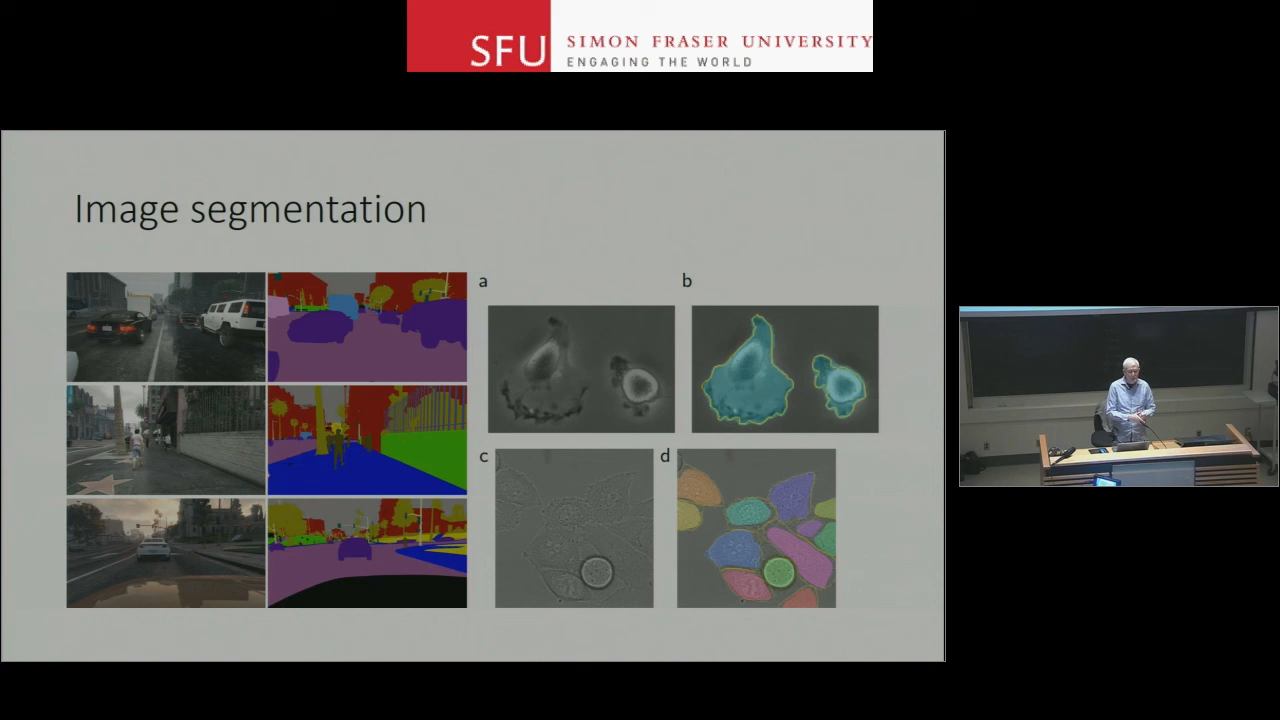 SFU
SIMON FRASER UNIVERSITY
ENGAGING THE WORLD
Image segmentation
a
b
c
d